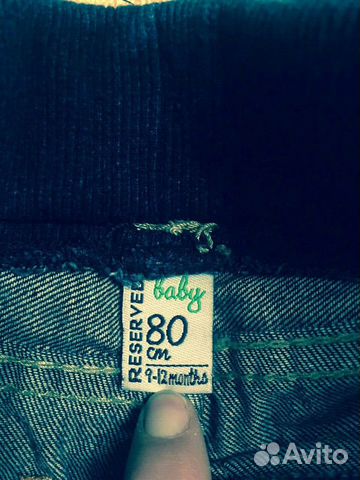 RESERVED
baby
80
cm
9-12 months
Avito